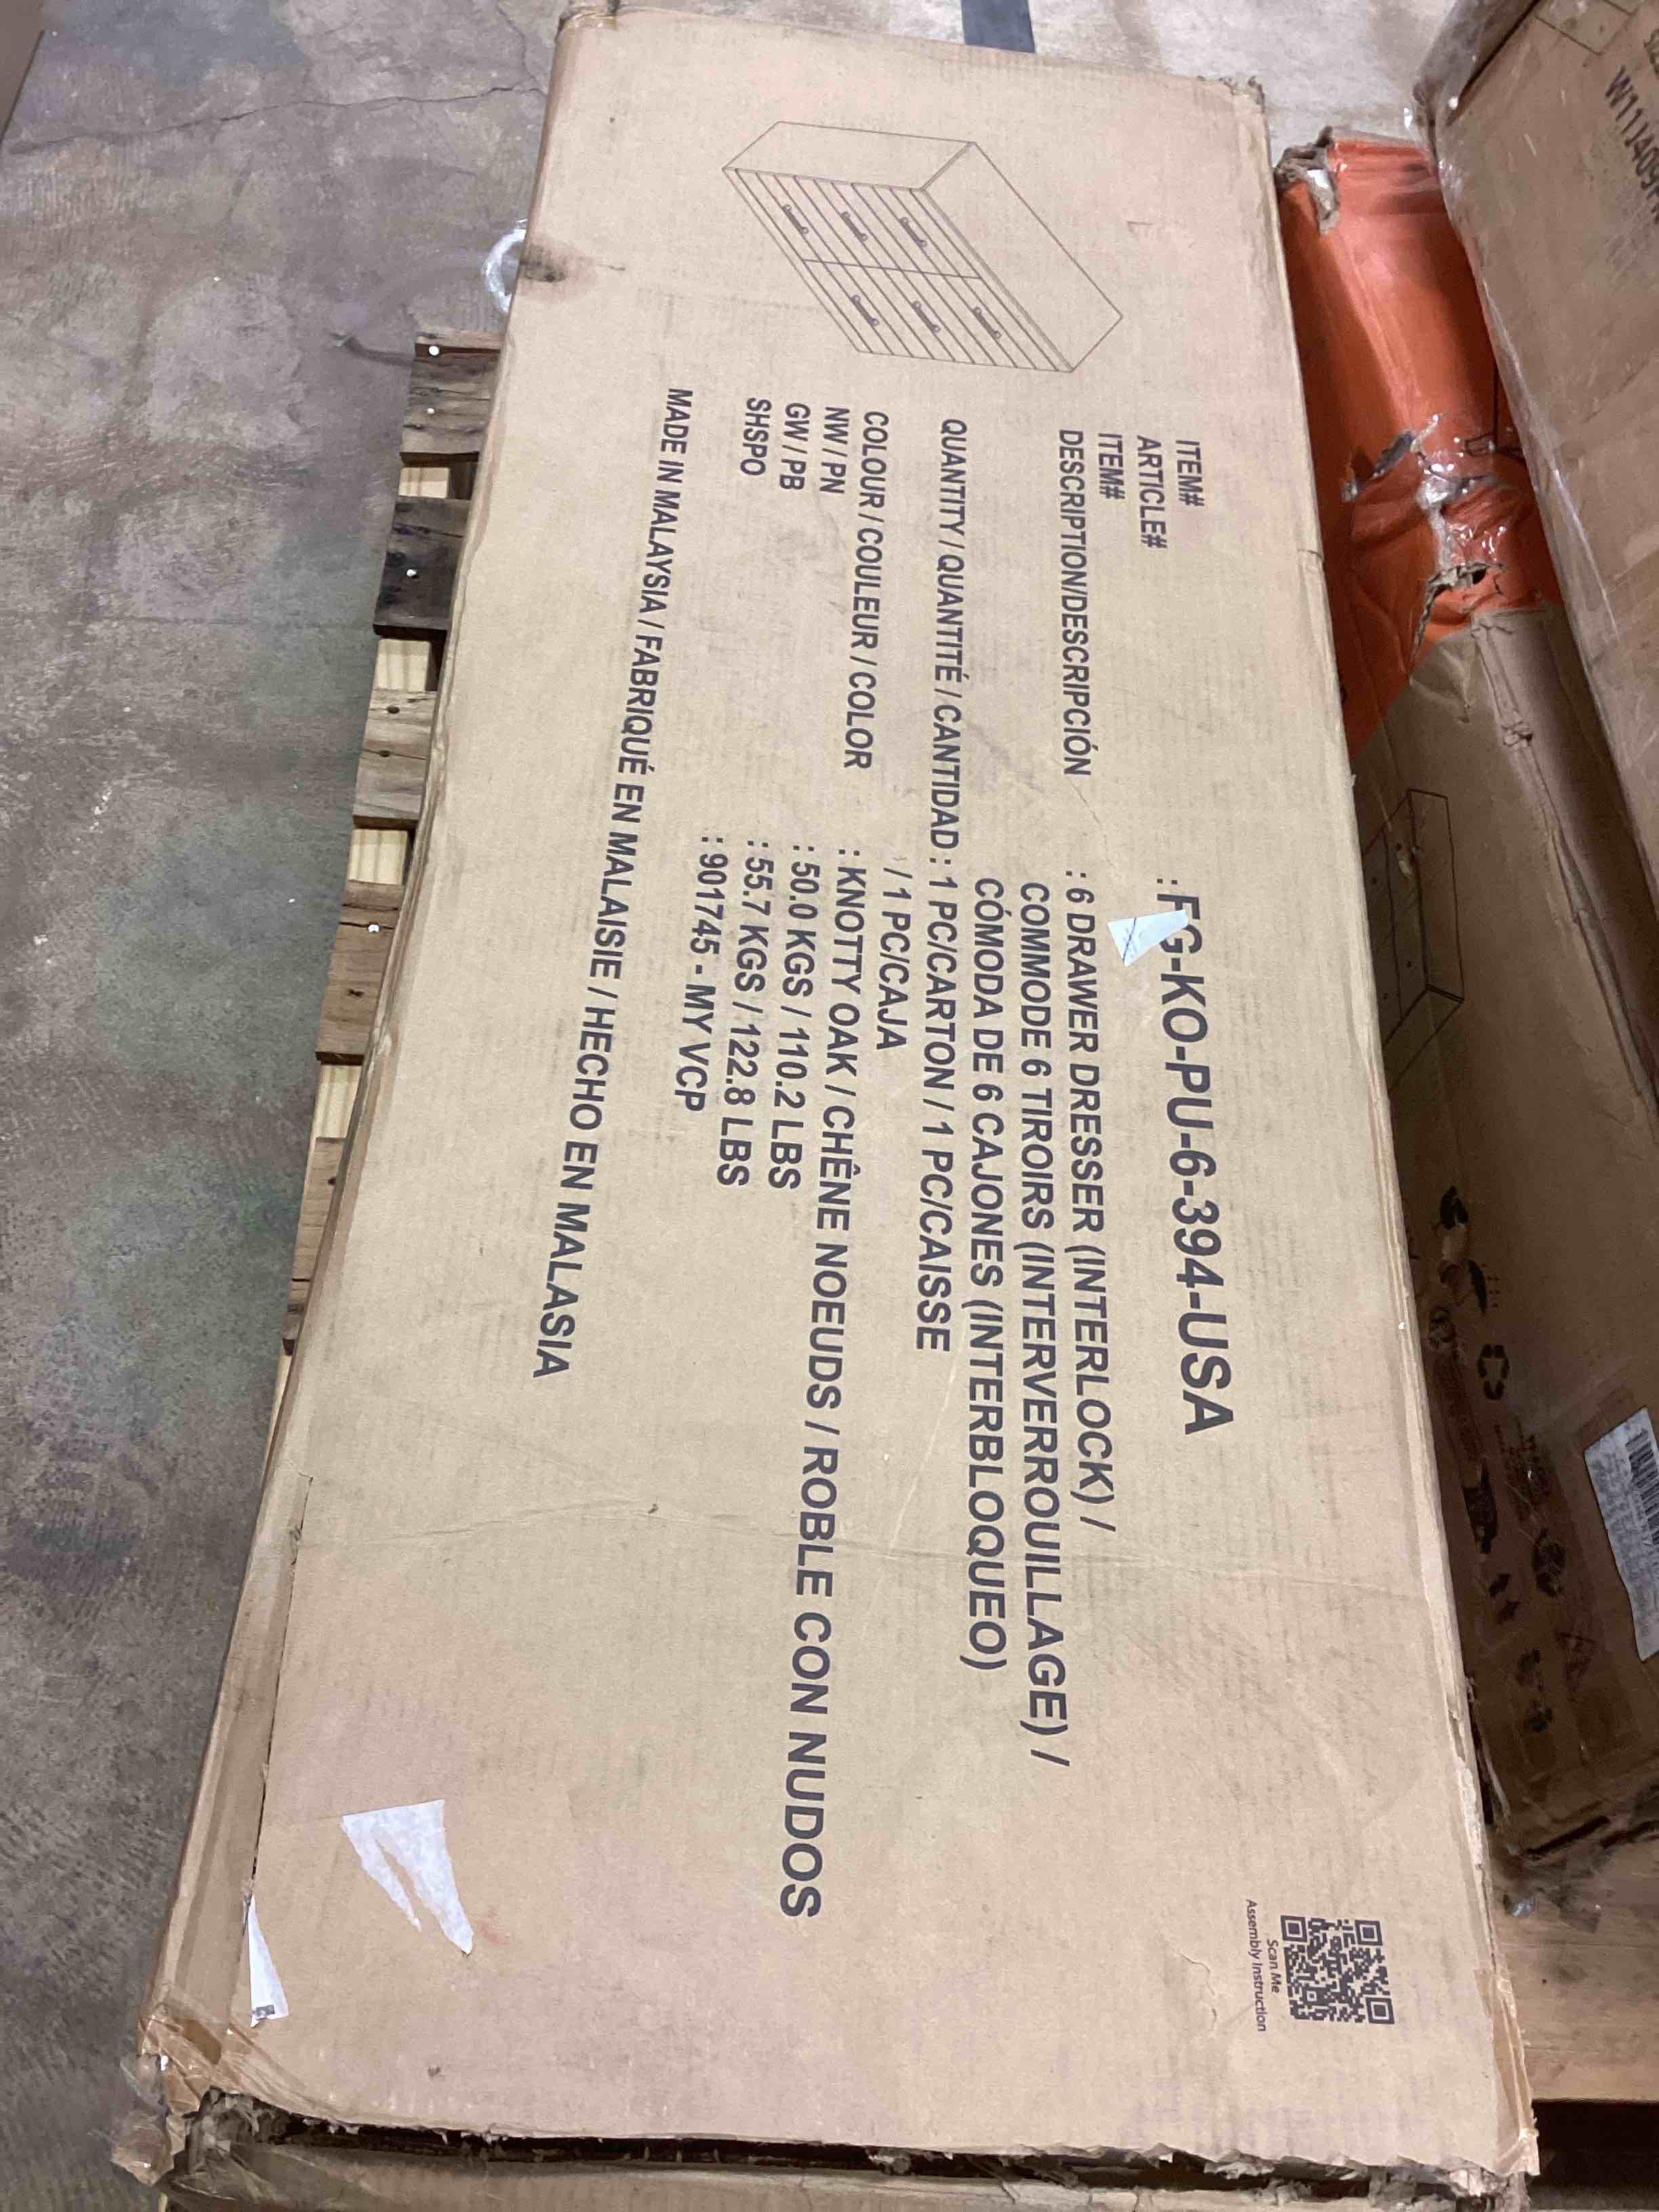 ITEM# : FG-KO-PU-6-394-USA
ARTICLE#
ITEM#
DESCRIPTION/DESCRIPCIÓN : 6 DRAWER DRESSER (INTERLOCK) /
COMMODE 6 TIROIRS (INTERVERROUILLAGE) /
CÓMODA DE 6 CAJONES (INTERBLOQUEO)
QUANTITY / QUANTITÉ / CANTIDAD : 1 PC/CARTON / 1 PC/CAISSE
/ 1 PC/CAJA
COLOUR / COULEUR / COLOR : KNOTTY OAK / CHÊNE NOEUDS / ROBLE CON NUDOS
NW / PN : 50.0 KGS / 110.2 LBS
GW / PB : 55.7 KGS / 122.8 LBS
SHSPO : 901745 - MY VCP
MADE IN MALAYSIA / FABRIQUÉ EN MALAISIE / HECHO EN MALASIA
Scan Me
Assembly Instruction